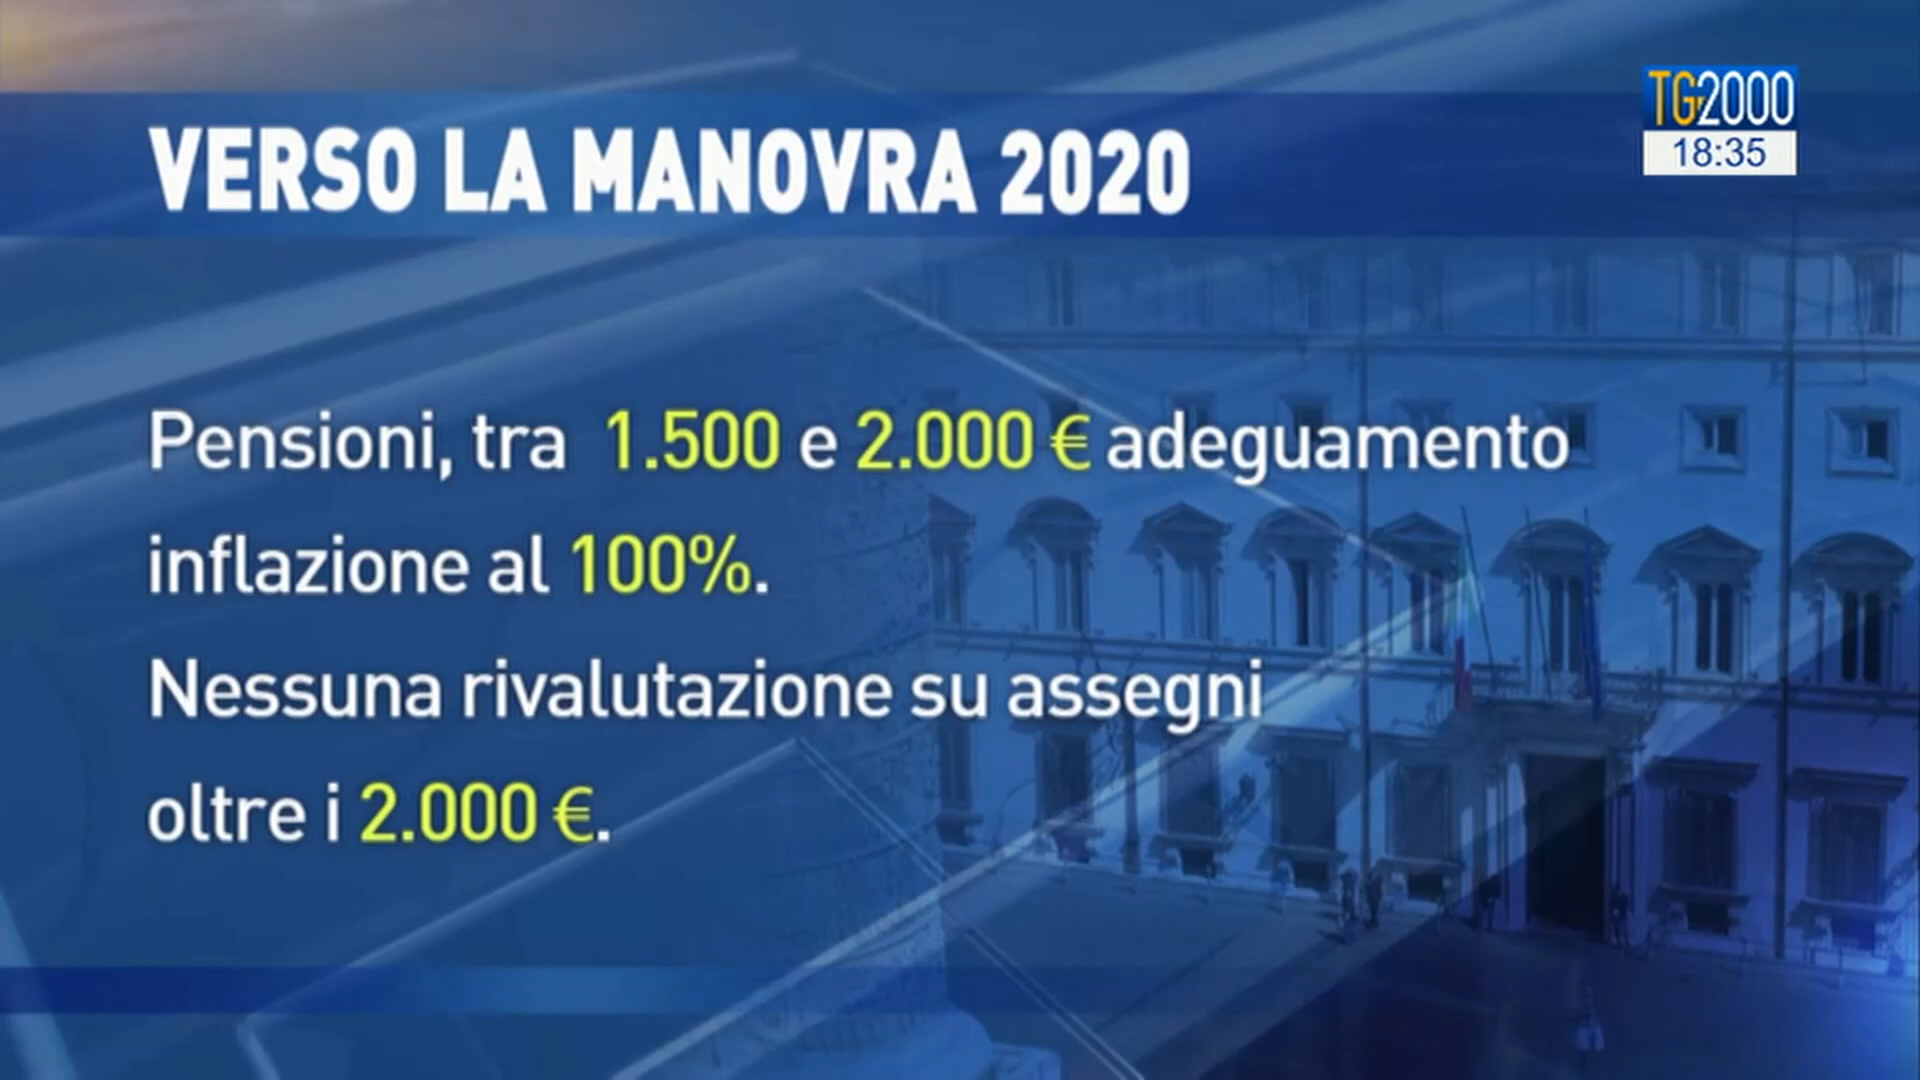 TG2000
18:35
VERSO LA MANOVRA 2020
Pensioni, tra 1.500 e 2.000 € adeguamento
inflazione al 100%.
Nessuna rivalutazione su assegni
oltre i 2.000 €.